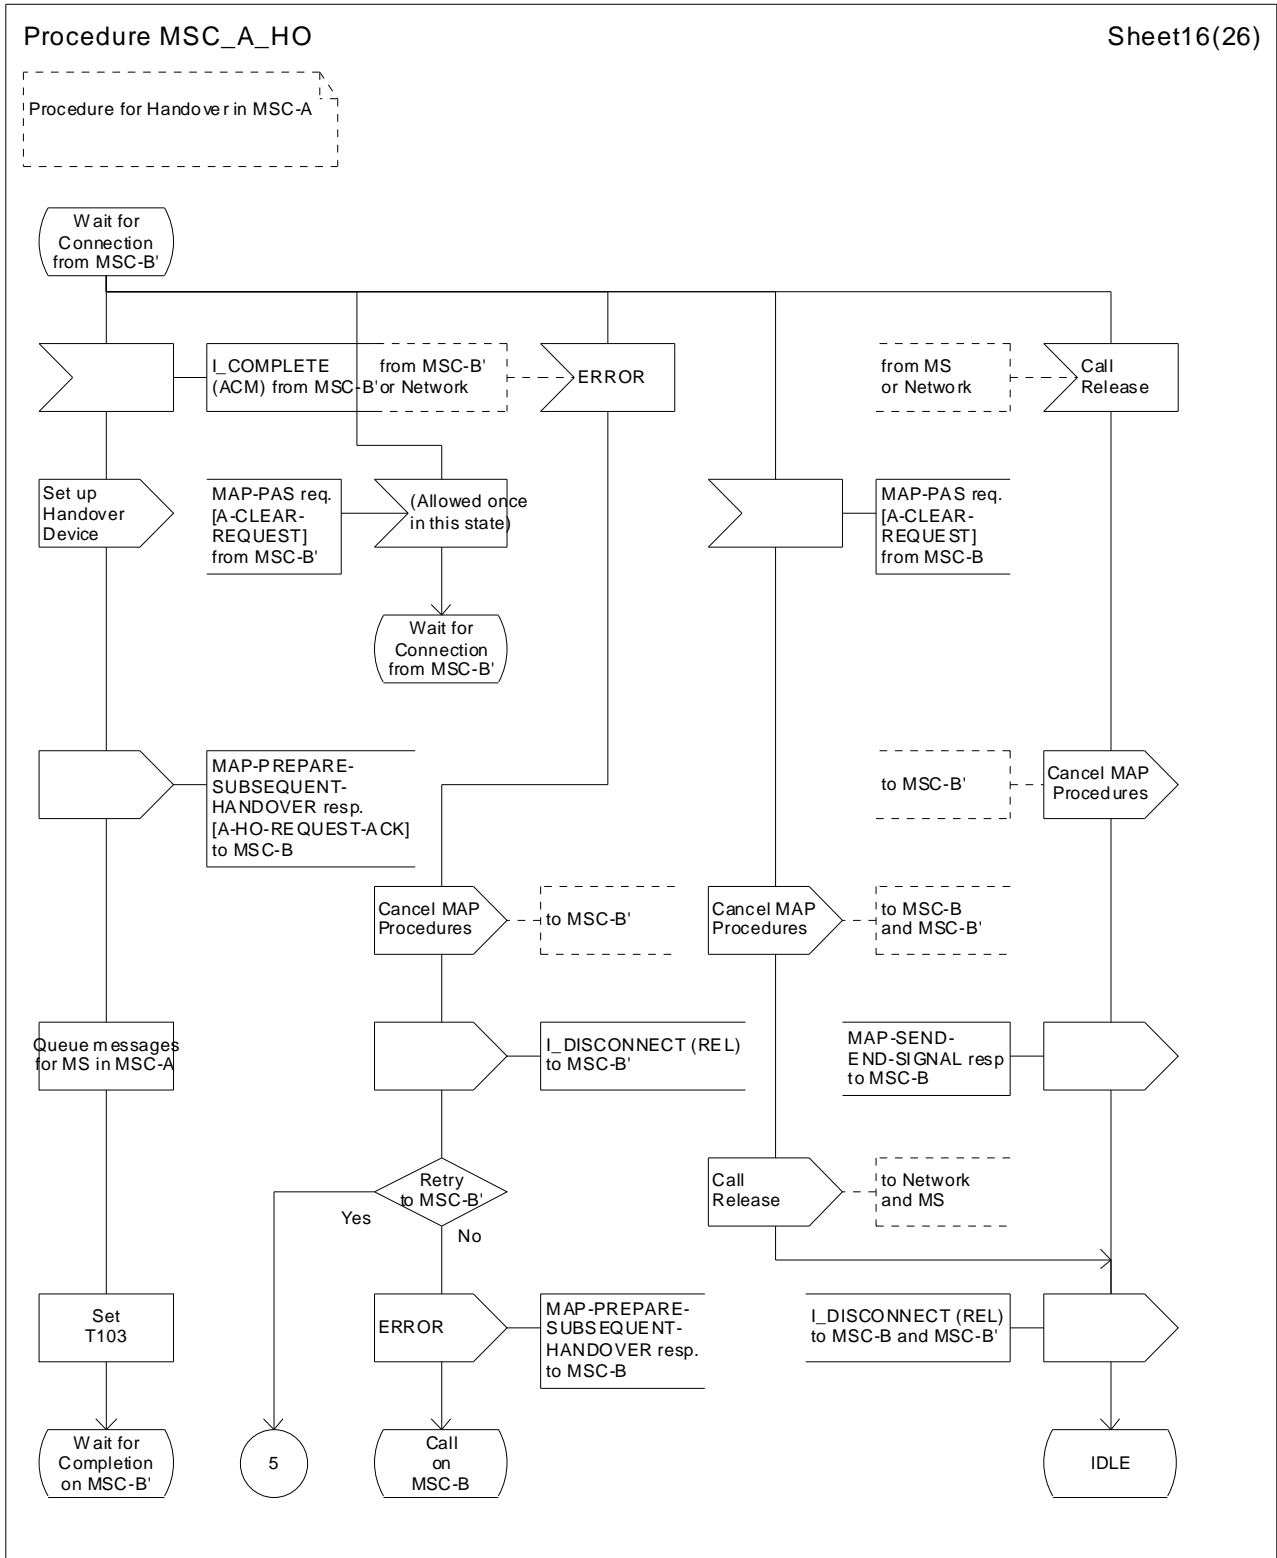 Procedure MSC_A_HO
Sheet16(26)
Procedure for Handover in MSC-A
Wait for
Connection
from MSC-B'
I_COMPLETE
(ACM) from MSC-B'
from MSC-B'
or Network
ERROR
from MS
or Network
Call
Release
Set up
Handover
Device
MAP-PAS req.
[A-CLEAR-
REQUEST]
from MSC-B'
(Allowed once
in this state)
MAP-PAS req.
[A-CLEAR-
REQUEST]
from MSC-B
Wait for
Connection
from MSC-B'
MAP-PREPARE-
SUBSEQUENT-
HANDOVER resp.
[A-HO-REQUEST-ACK]
to MSC-B
to MSC-B'
Cancel MAP
Procedures
Cancel MAP
Procedures
to MSC-B'
Cancel MAP
Procedures
to MSC-B
and MSC-B'
Queue messages
for MS in MSC-A
I_DISCONNECT (REL)
to MSC-B'
MAP-SEND-
END-SIGNAL resp
to MSC-B
Retry
to MSC-B'
Yes
No
Call
Release
to Network
and MS
Set
T103
ERROR
MAP-PREPARE-
SUBSEQUENT-
HANDOVER resp.
to MSC-B
I_DISCONNECT (REL)
to MSC-B and MSC-B'
Wait for
Completion
on MSC-B'
5
Call
on
MSC-B
IDLE